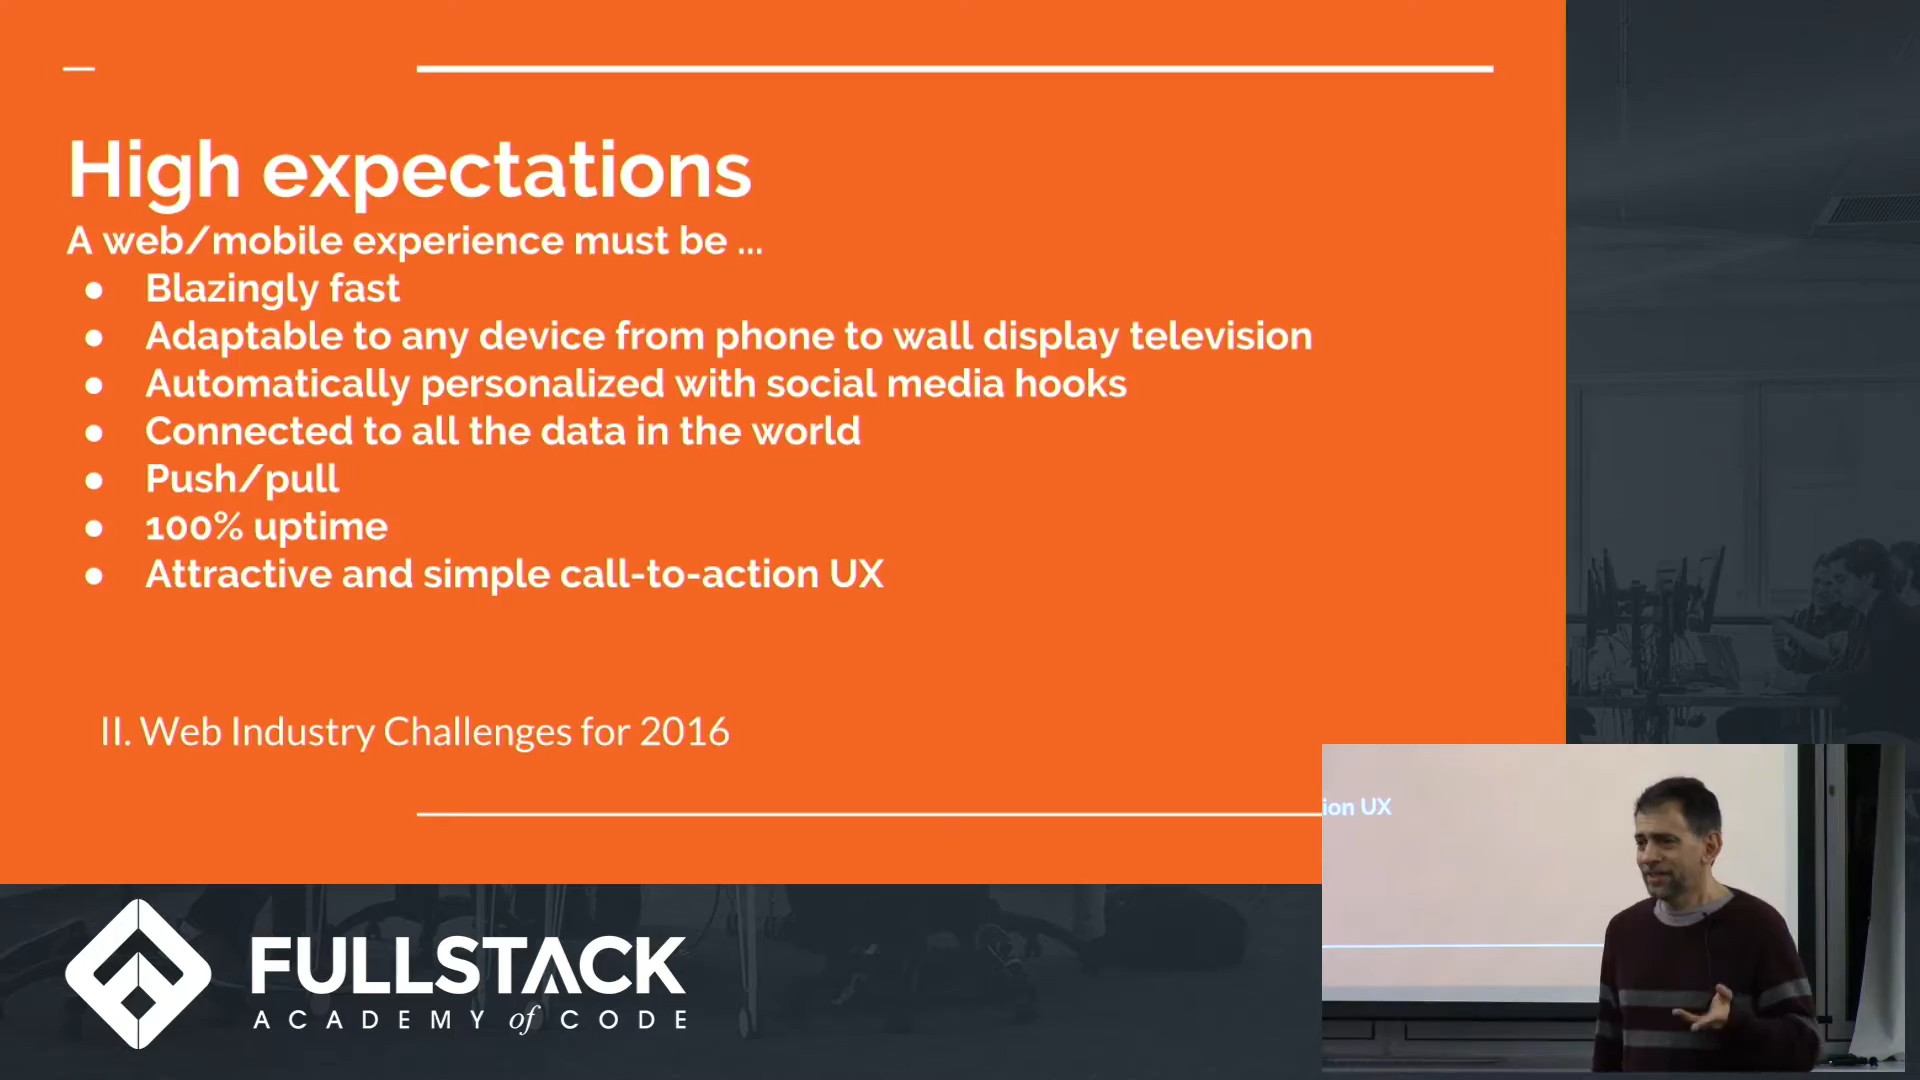 High expectations
A web/mobile experience must be ...
● Blazingly fast
● Adaptable to any device from phone to wall display television
● Automatically personalized with social media hooks
● Connected to all the data in the world
● Push/pull
● 100% uptime
● Attractive and simple call-to-action UX
II. Web Industry Challenges for 2016
ion UX
FULLSTACK
ACADEMY of CODE